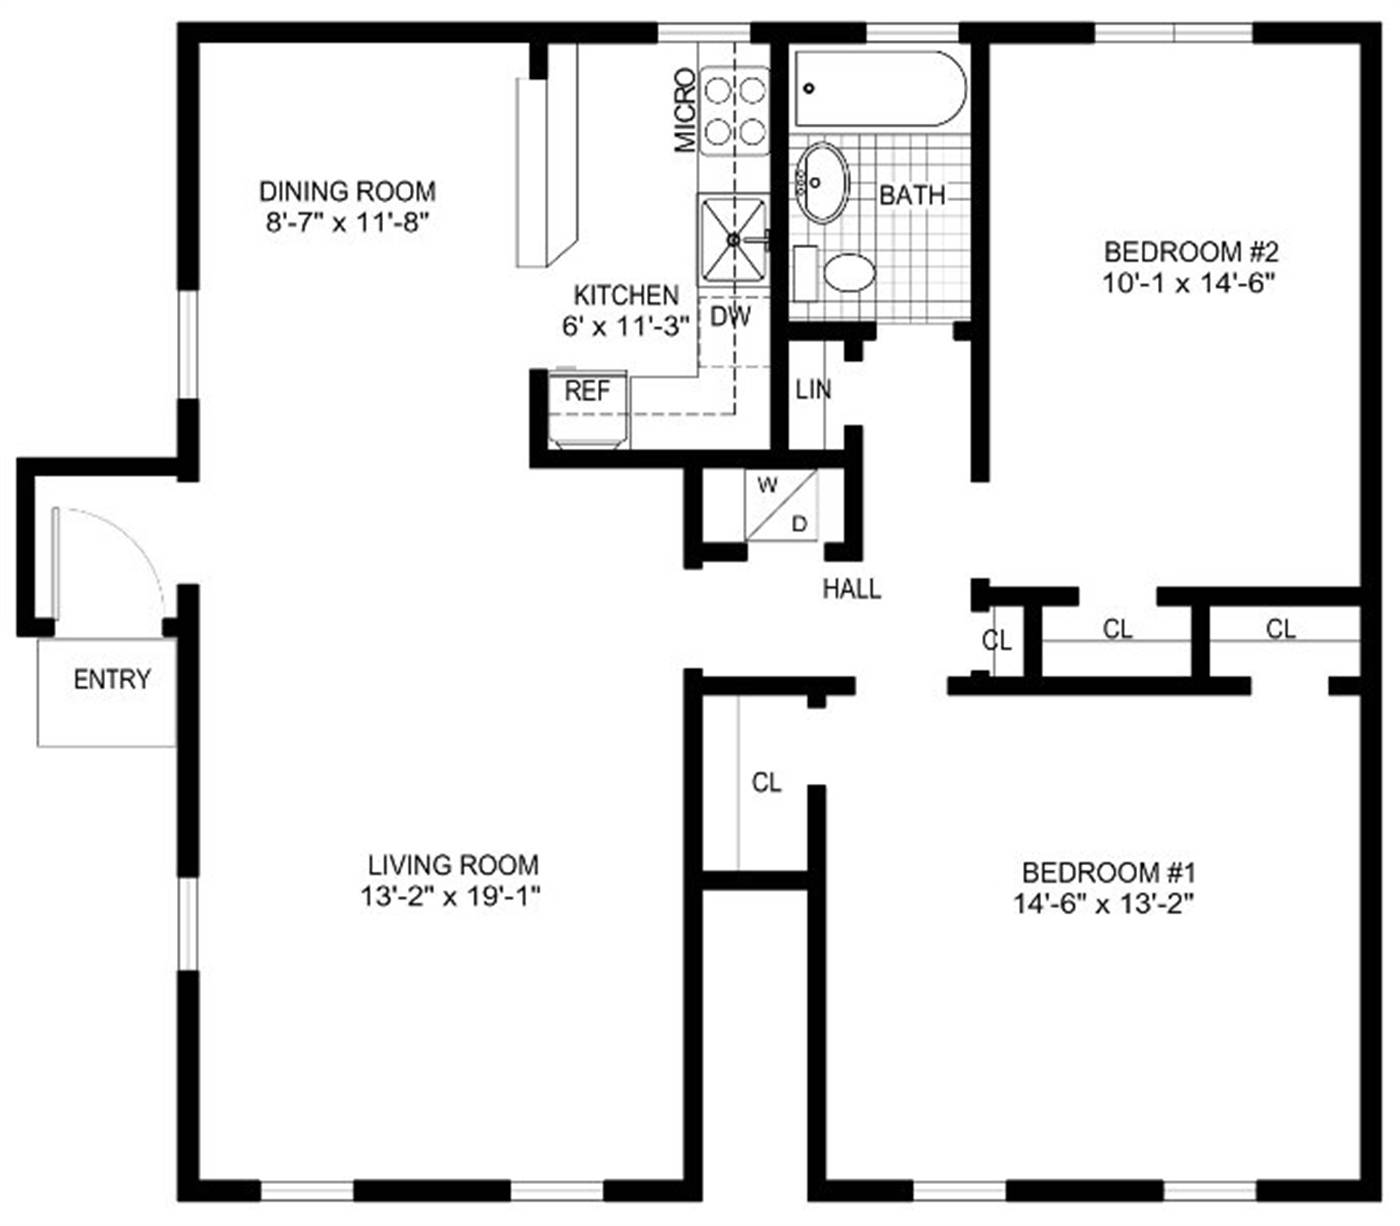 MICRO
DINING ROOM
8'-7" x 11'-8"
BATH
BEDROOM #2
10'-1 x 14'-6"
KITCHEN
6' x 11'-3"
DW
REF
LIN
W
D
HALL
CL
CL
CL
ENTRY
CL
LIVING ROOM
13'-2" x 19'-1"
BEDROOM #1
14'-6" x 13'-2"